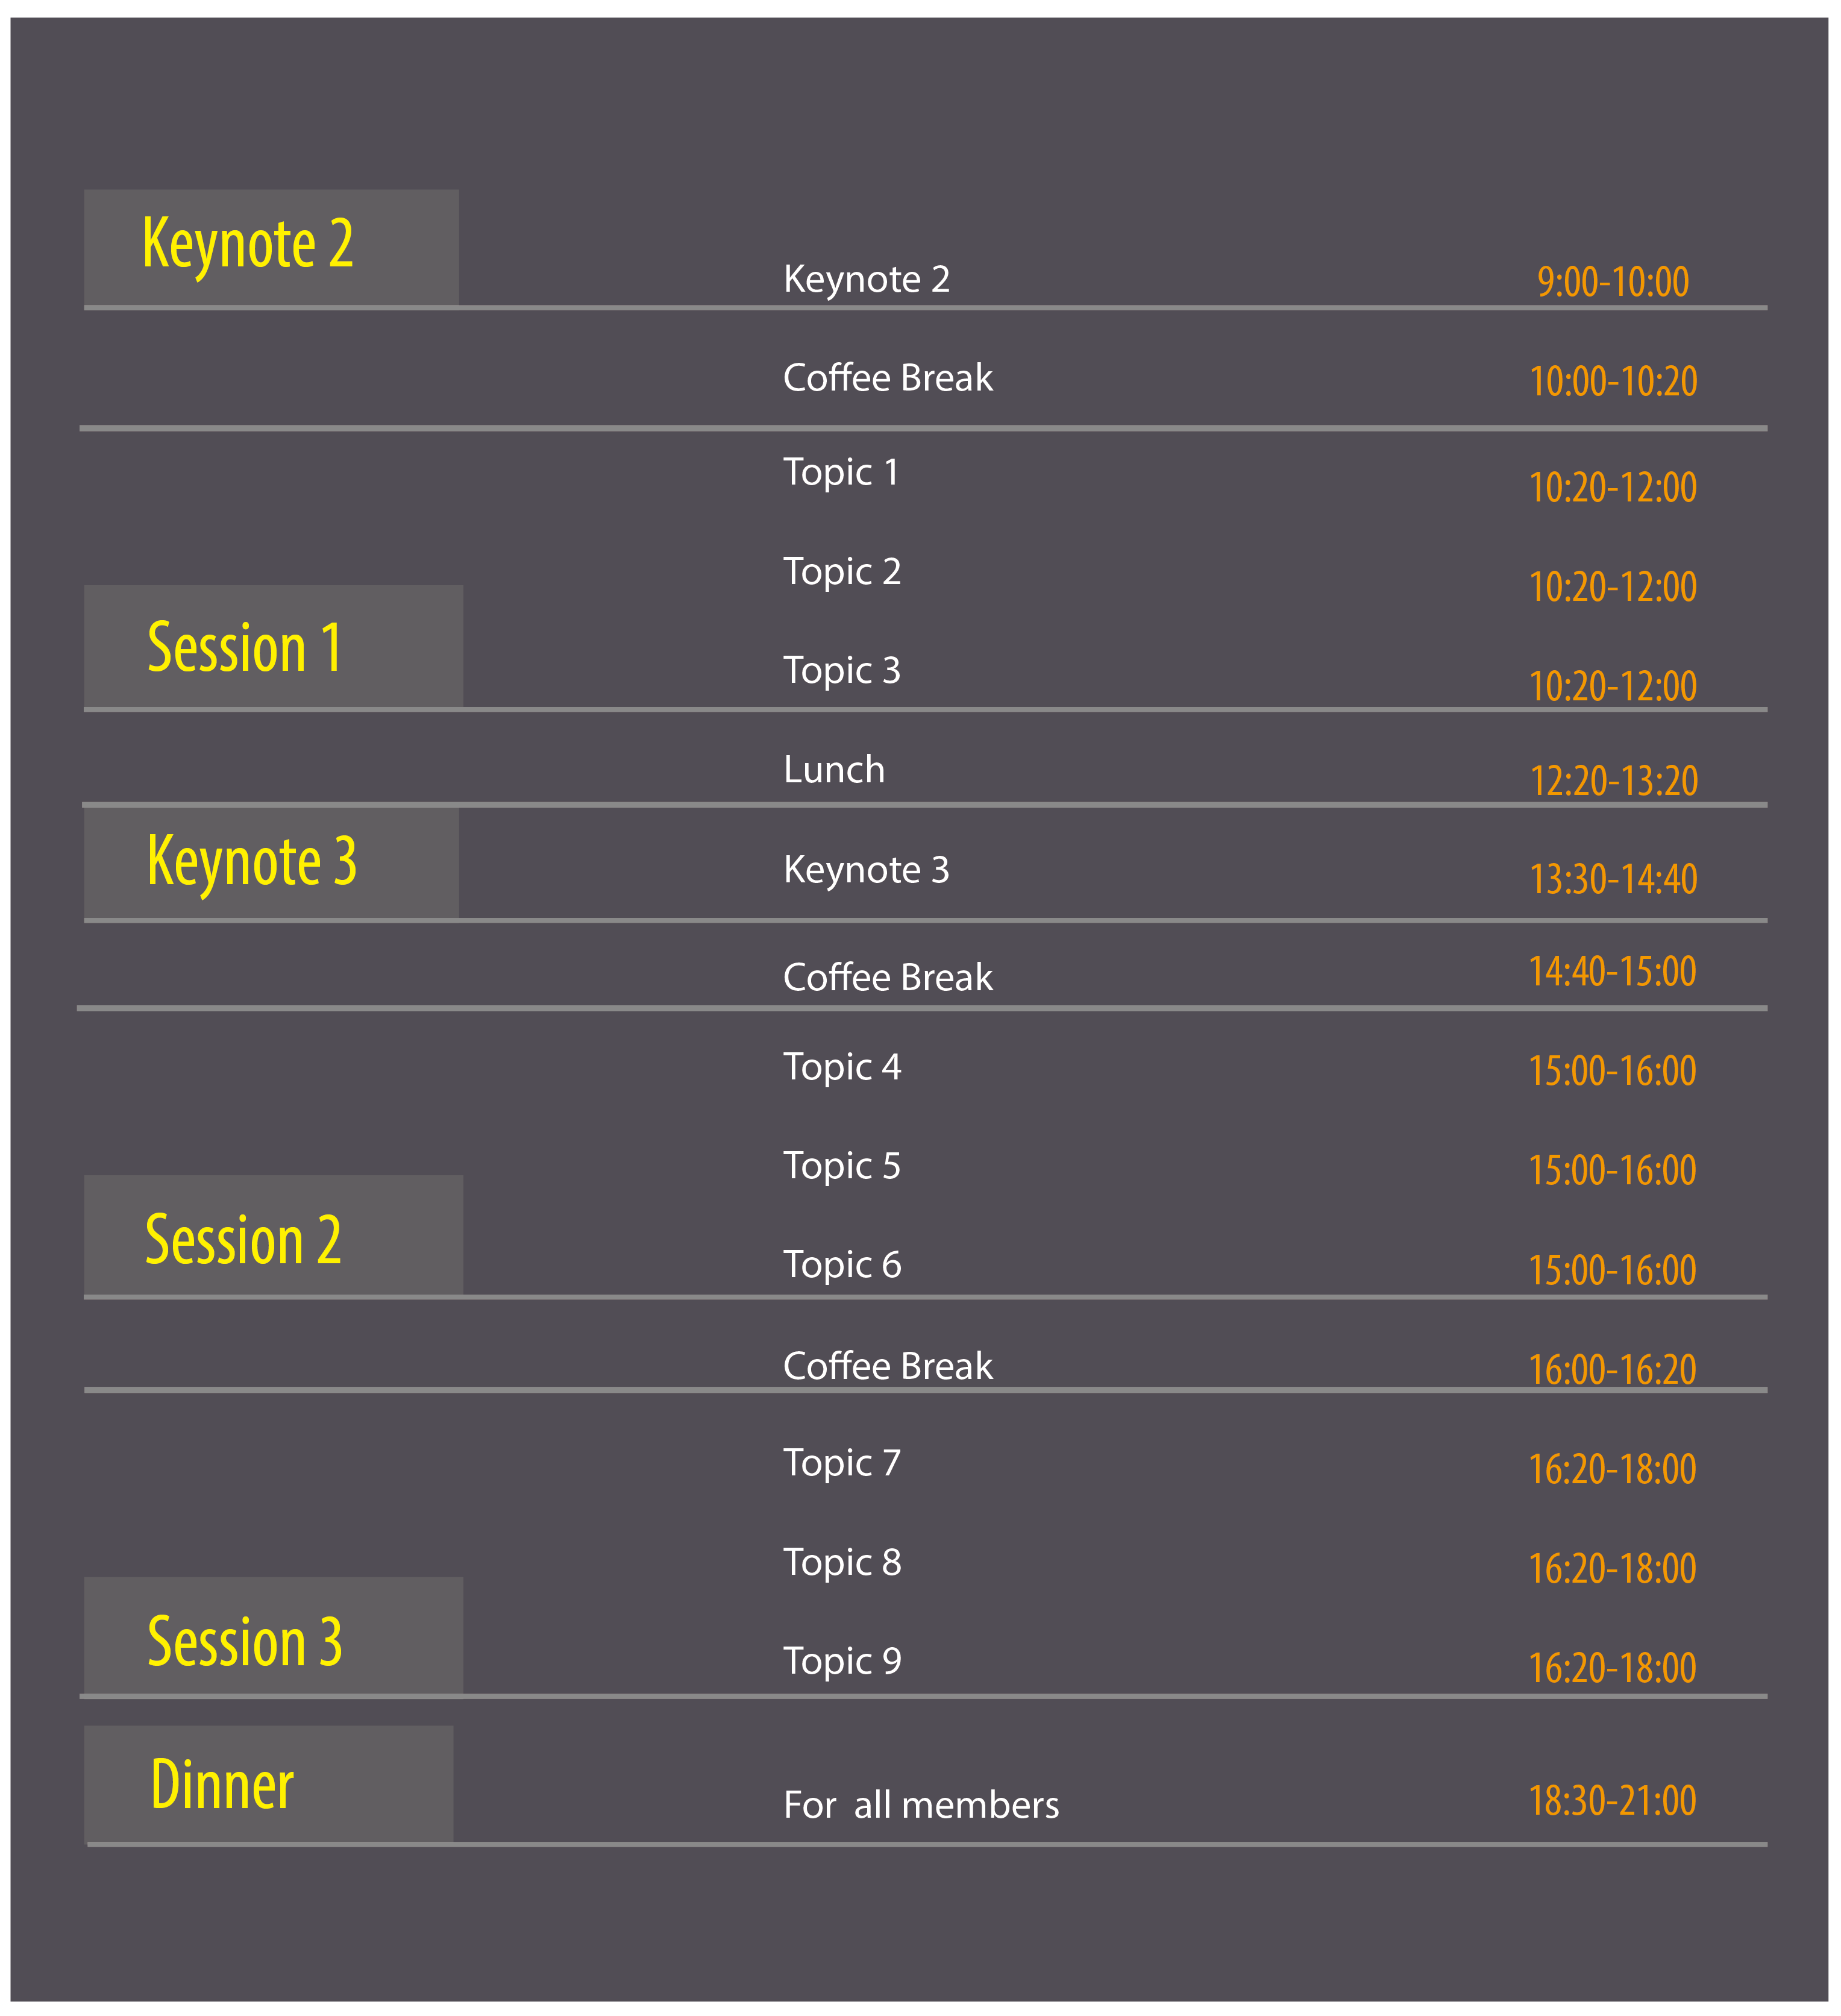 Keynote 2
Keynote 2 9:00-10:00
Coffee Break 10:00-10:20
Topic 1 10:20-12:00
Topic 2 10:20-12:00
Session 1
Topic 3 10:20-12:00
Lunch 12:20-13:20
Keynote 3 Keynote 3 13:30-14:40
Coffee Break 14:40-15:00
Topic 4 15:00-16:00
Topic 5 15:00-16:00
Session 2
Topic 6 15:00-16:00
Coffee Break 16:00-16:20
Topic 7 16:20-18:00
Topic 8 16:20-18:00
Session 3
Topic 9 16:20-18:00
Dinner
For all members 18:30-21:00